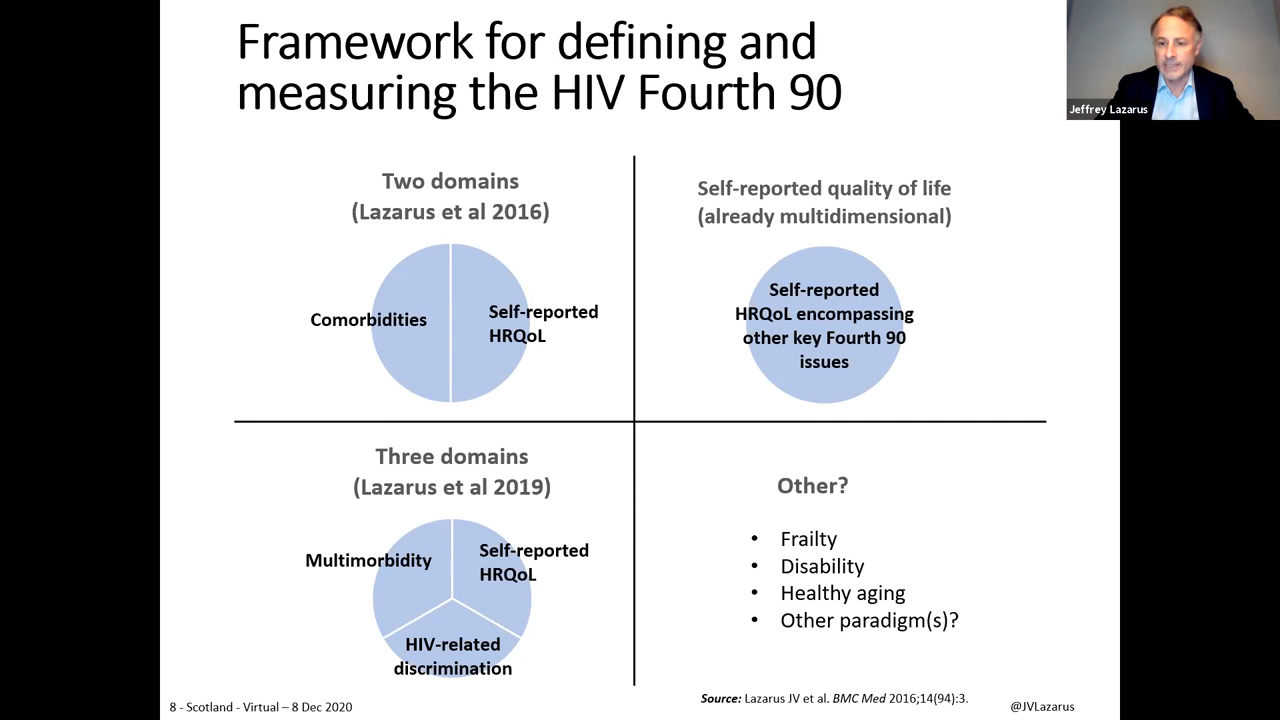 Framework for defining and
measuring the HIV Fourth 90
Jeffrey Lazarus
Two domains
(Lazarus et al 2016)
Comorbidities
Self-reported
HRQoL
Self-reported quality of life
(already multidimensional)
Self-reported
HRQoL encompassing
other key Fourth 90
issues
Three domains
(Lazarus et al 2019)
Multimorbidity
Self-reported
HRQoL
HIV-related
discrimination
Other?
• Frailty
• Disability
• Healthy aging
• Other paradigm(s)?
Source: Lazarus JV et al. BMC Med 2016;14(94):3.
8 - Scotland - Virtual – 8 Dec 2020
@JVLazarus